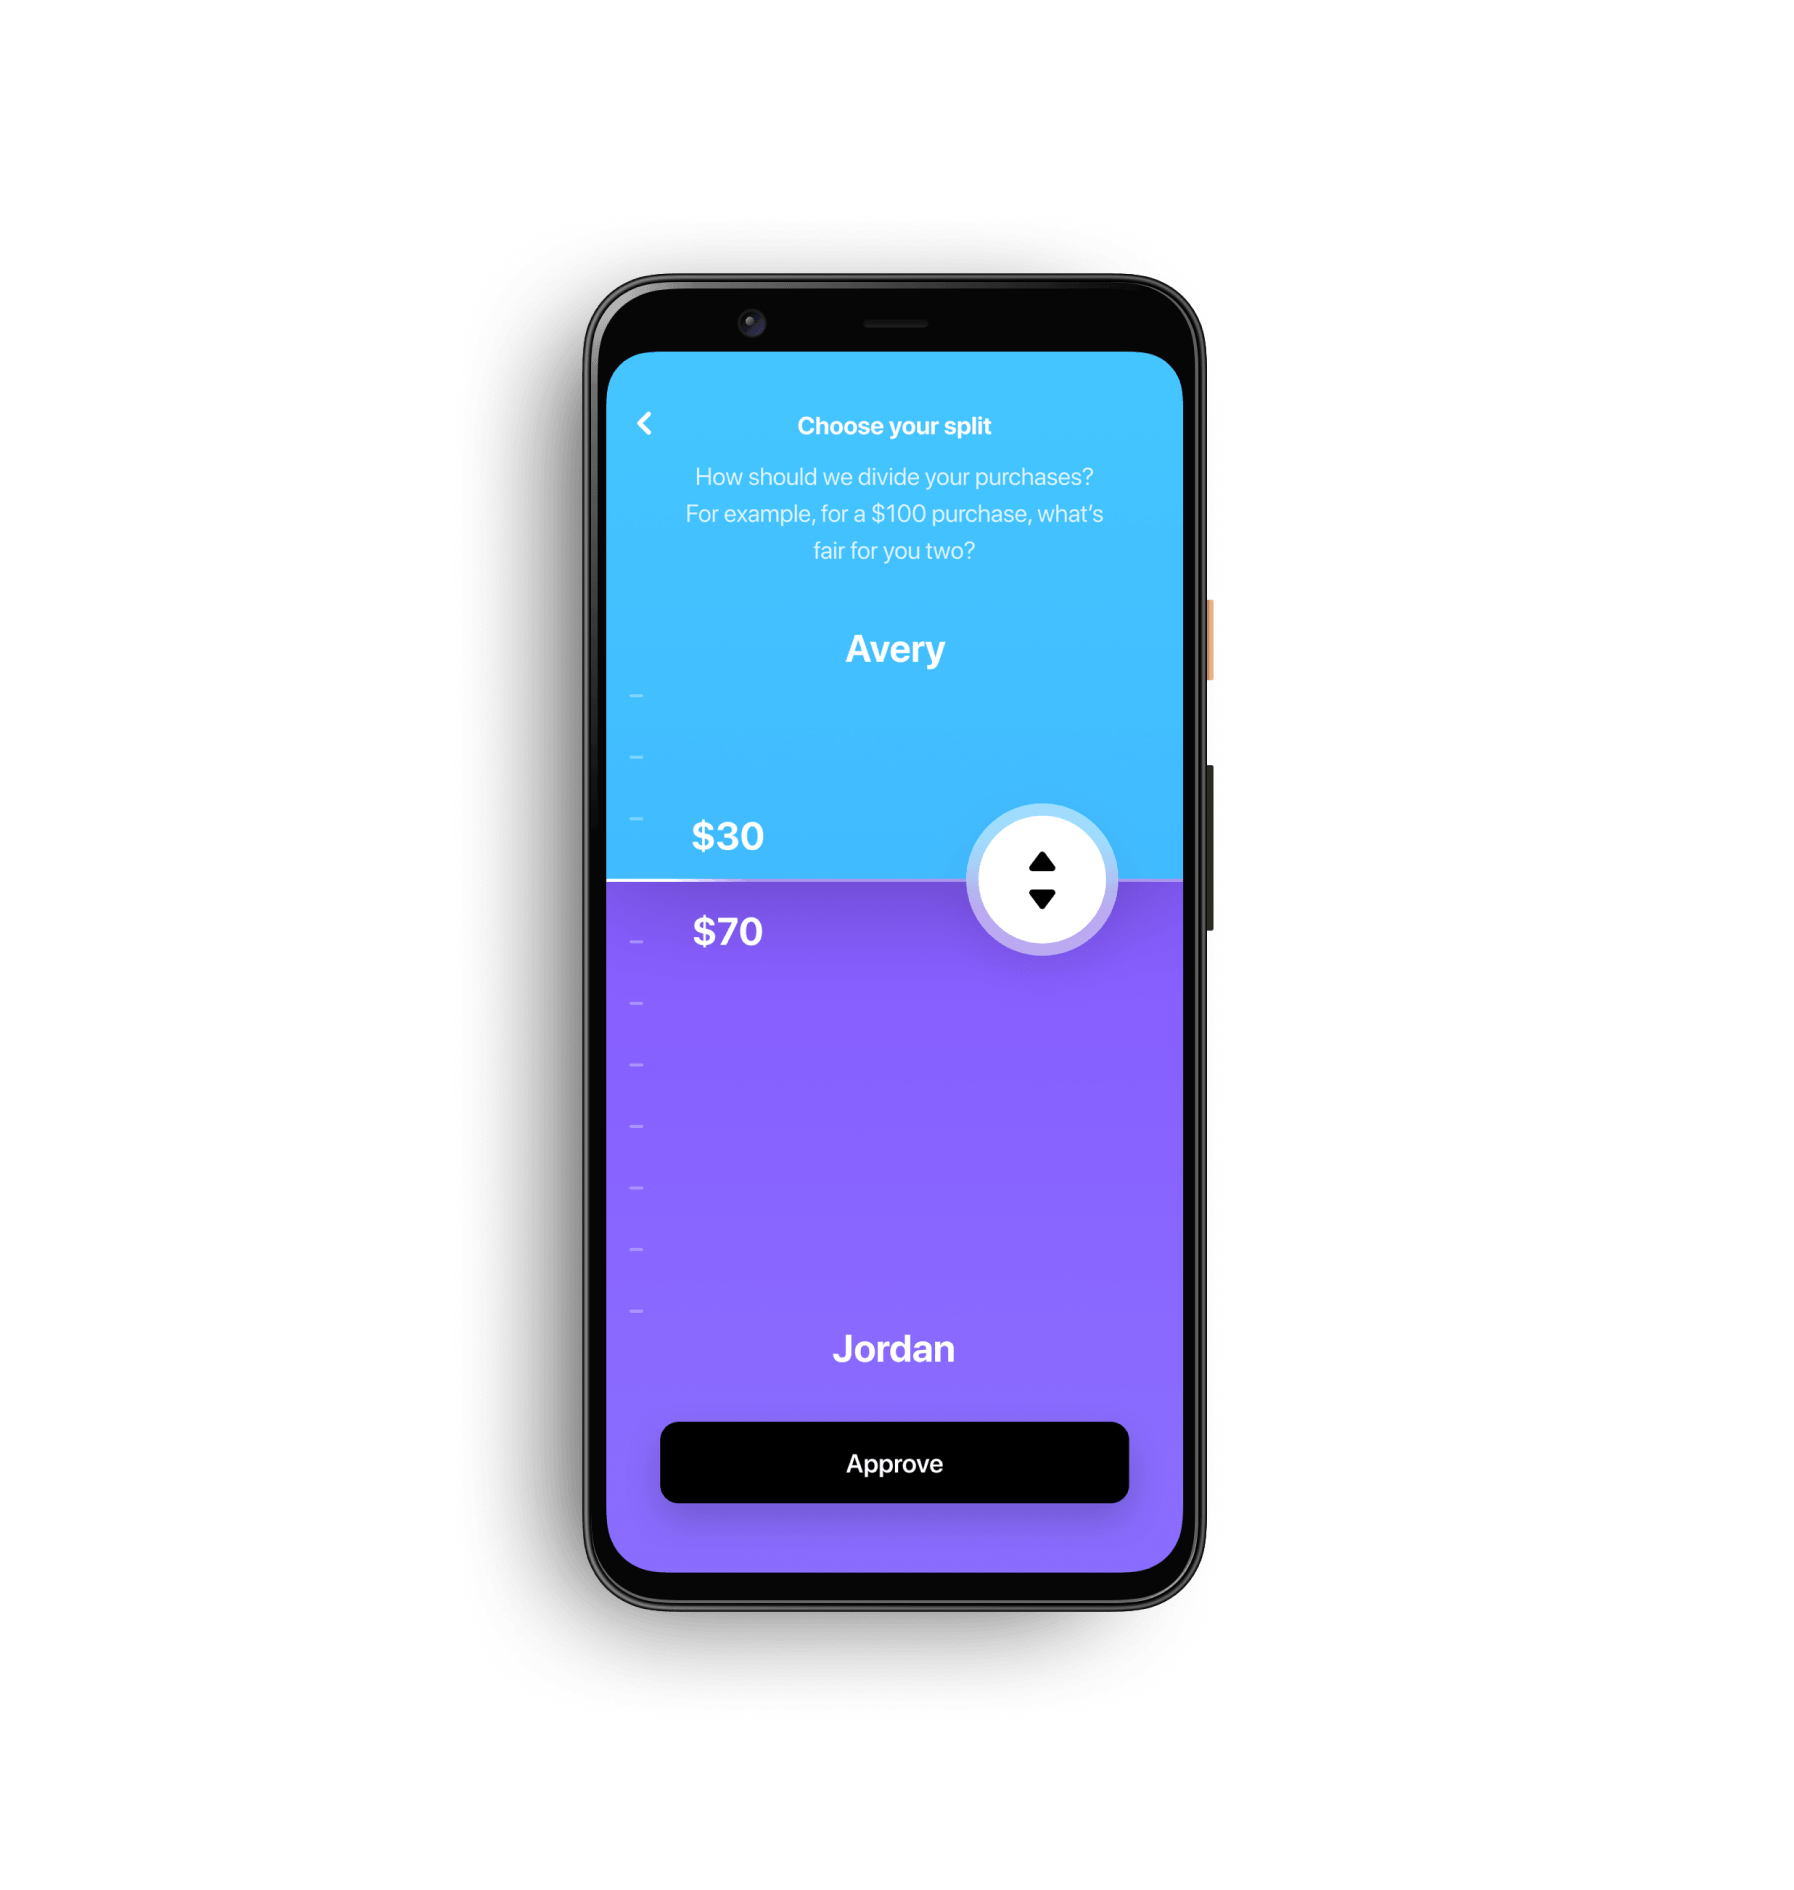 Choose your split
How should we divide your purchases?
For example, for a $100 purchase, what’s
fair for you two?
Avery
$30
$70
Jordan
Approve